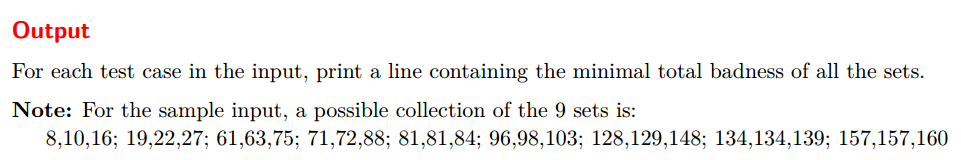 Output
For each test case in the input, print a line containing the minimal total badness of all the sets.
Note: For the sample input, a possible collection of the 9 sets is:
8,10,16; 19,22,27; 61,63,75; 71,72,88; 81,81,84; 96,98,103; 128,129,148; 134,134,139; 157,157,160